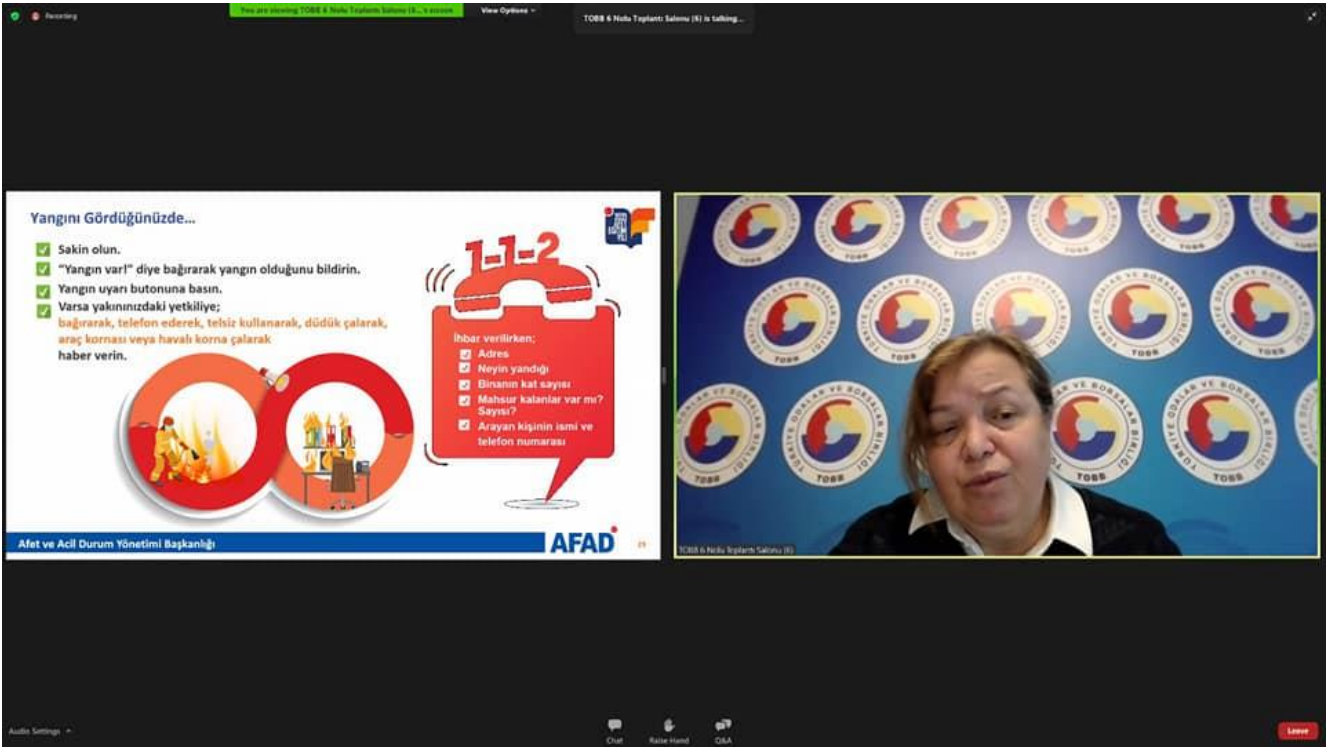 Recording
You are viewing TOBB 6 Nolu Toplantı Salonu (6...'s screen
View Options
TOBB 6 Nolu Toplantı Salonu (6) is talking...
Yangını Gördüğünüzde...
Sakin olun.
"Yangın var!" diye bağırarak yangın olduğunu bildirin.
Yangın uyarı butonuna basın.
Varsa yakınınızdaki yetkiliye;
bağırarak, telefon ederek, telsiz kullanarak, düdük çalarak,
araç kornası veya havalı korna çalarak
haber verin.
1-1-2
İhbar verilirken;
Adres
Neyin yandığı
Binanın kat sayısı
Mahsur kalanlar var mı?
Sayısı?
Arayan kişinin ismi ve
telefon numarası
Afet ve Acil Durum Yönetimi Başkanlığı
AFAD
TÜRKİYE ODALAR VE BORSALAR BİRLİĞİ
TOBB
TOBB 6 Nolu Toplantı Salonu (6)
Audio Settings
Chat
Raise Hand
Q&A
Leave